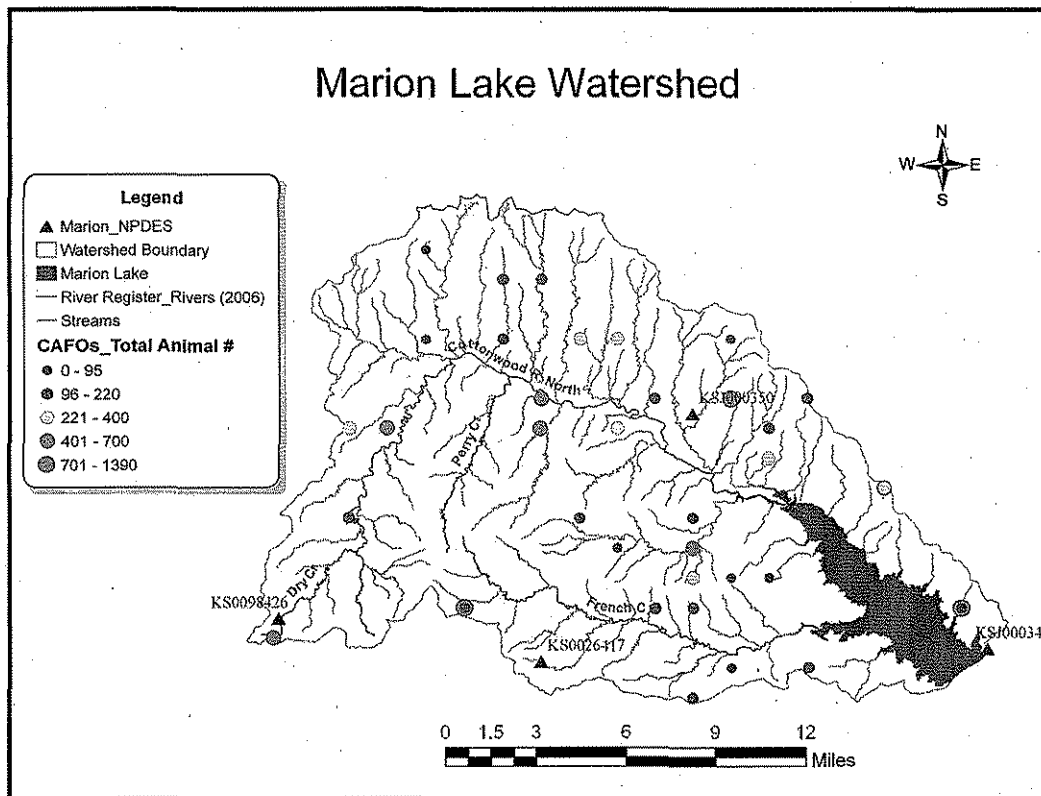 Marion Lake Watershed
N
W E
S
Legend
Marion_NPDES
Watershed Boundary
Marion Lake
River Register_Rivers (2006)
Streams
CAFOs_Total Animal #
0 - 95
96 - 220
221 - 400
401 - 700
701 - 1390
Cottonwood R, North
Perry Cr
Dry Cr
French C
KS0098426
KS0026417
KSJ00034
0 1.5 3 6 9 12
Miles